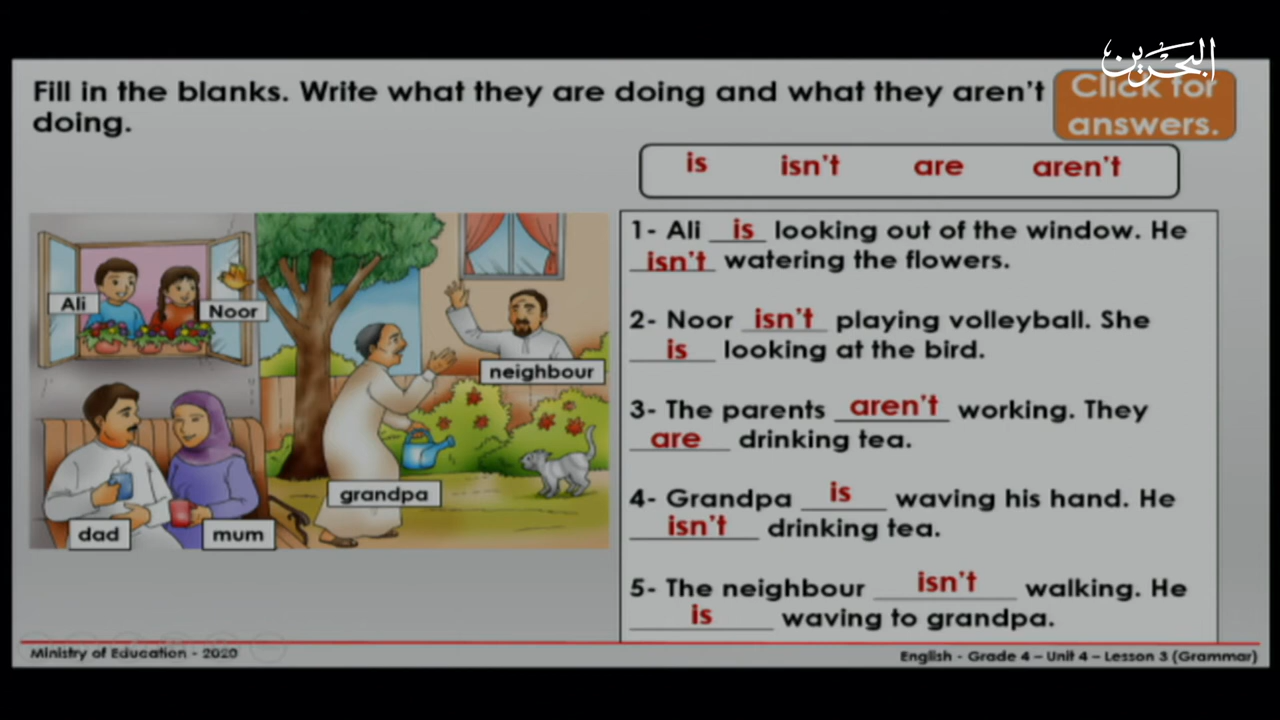 البحرين
Fill in the blanks. Write what they are doing and what they aren't
doing.
Click for
answers.
is isn't are aren't
Ali
Noor
neighbour
grandpa
dad
mum
1- Ali is looking out of the window. He
isn't watering the flowers.
2- Noor isn't playing volleyball. She
is looking at the bird.
3- The parents aren't working. They
are drinking tea.
4- Grandpa is waving his hand. He
isn't drinking tea.
5- The neighbour isn't walking. He
is waving to grandpa.
Ministry of Education - 2020
English - Grade 4 – Unit 4 – Lesson 3 (Grammar)